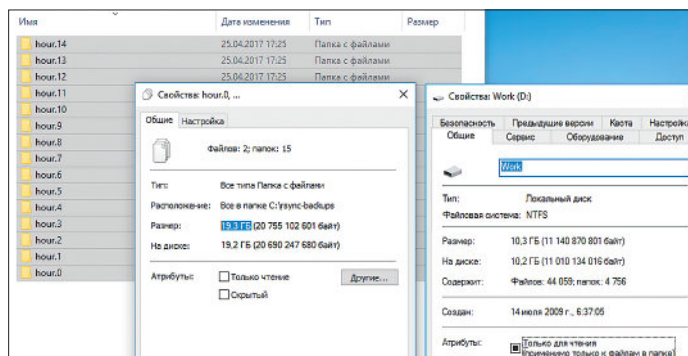 Имя Дата изменения Тип Размер
hour.14 25.04.2017 17:25 Папка с файлами
hour.13 25.04.2017 17:25 Папка с файлами
hour.12 25.04.2017 17:25 Папка с файлами
hour.11
hour.10
hour.9
hour.8
hour.7
hour.6
hour.5
hour.4
hour.3
hour.2
hour.1
hour.0
Свойства: hour.0, ...
Общие Настройка
Файлов: 2; папок: 15
Тип: Все типа Папка с файлами
Расположение: Все в папке C:\rsync-backups
Размер: 19,3 ГБ (20 755 102 601 байт)
На диске: 19,2 ГБ (20 690 247 680 байт)
Атрибуты: Только чтение Другие...
Скрытый
Свойства: Work (D:)
Безопасность Предыдущие версии Квота Настройка
Общие Сервис Оборудование Доступ
Work
Тип: Локальный диск
Файловая система: NTFS
Размер: 10,3 ГБ (11 140 870 801 байт)
На диске: 10,2 ГБ (11 010 134 016 байт)
Содержит: Файлов: 44 059; папок: 4 756
Создан: 14 июля 2009 г., 6:37:05
Атрибуты: Только для чтения
(применимо только к файлам в папке)